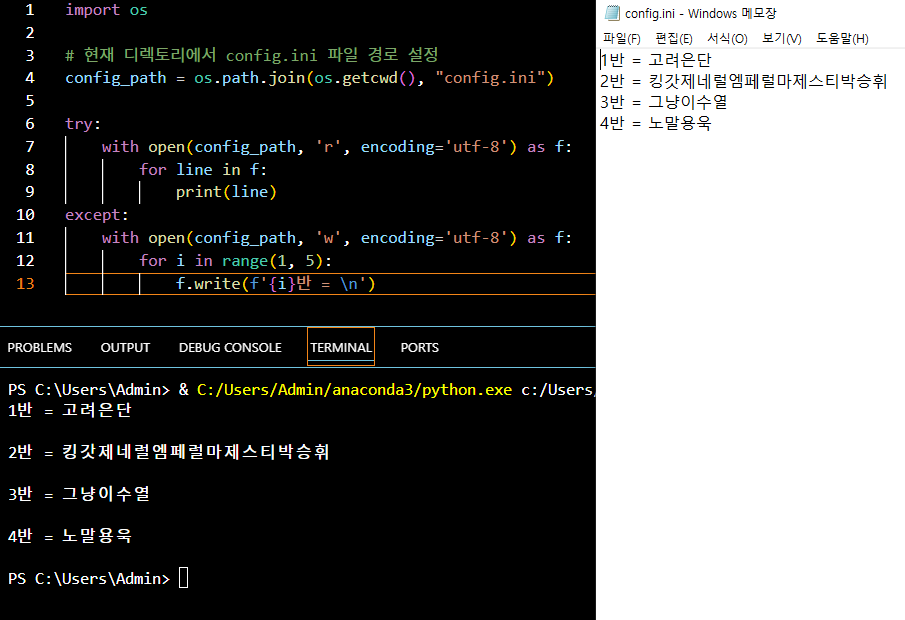 1 import os
2
3 # 현재 디렉토리에서 config.ini 파일 경로 설정
4 config_path = os.path.join(os.getcwd(), "config.ini")
5
6 try:
7     with open(config_path, 'r', encoding='utf-8') as f:
8         for line in f:
9             print(line)
10 except:
11     with open(config_path, 'w', encoding='utf-8') as f:
12         for i in range(1, 5):
13             f.write(f'{i}반 = \n')
PROBLEMS OUTPUT DEBUG CONSOLE TERMINAL PORTS
PS C:\Users\Admin> & C:/Users/Admin/anaconda3/python.exe c:/Users/
1반 = 고려은단
2반 = 킹갓제네럴엠페럴마제스티박승휘
3반 = 그냥이수열
4반 = 노말용욱
PS C:\Users\Admin>
config.ini - Windows 메모장
파일(F) 편집(E) 서식(O) 보기(V) 도움말(H)
1반 = 고려은단
2반 = 킹갓제네럴엠페럴마제스티박승휘
3반 = 그냥이수열
4반 = 노말용욱